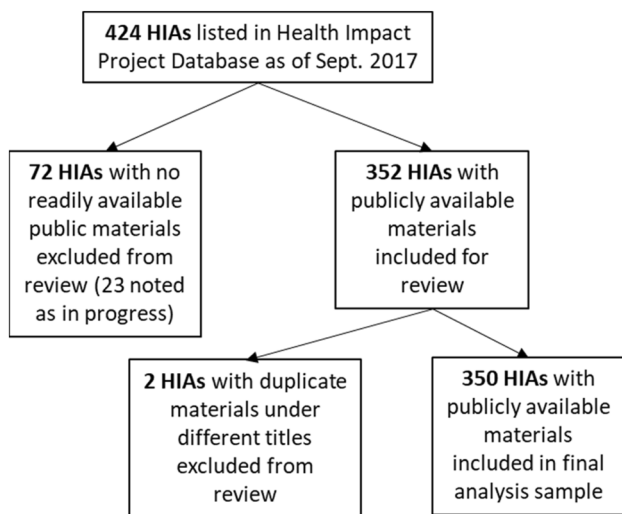 424 HIAs listed in Health Impact
Project Database as of Sept. 2017
72 HIAs with no
readily available
public materials
excluded from
review (23 noted
as in progress)
352 HIAs with
publicly available
materials
included for
review
2 HIAs with duplicate
materials under
different titles
excluded from
review
350 HIAs with
publicly available
materials
included in final
analysis sample